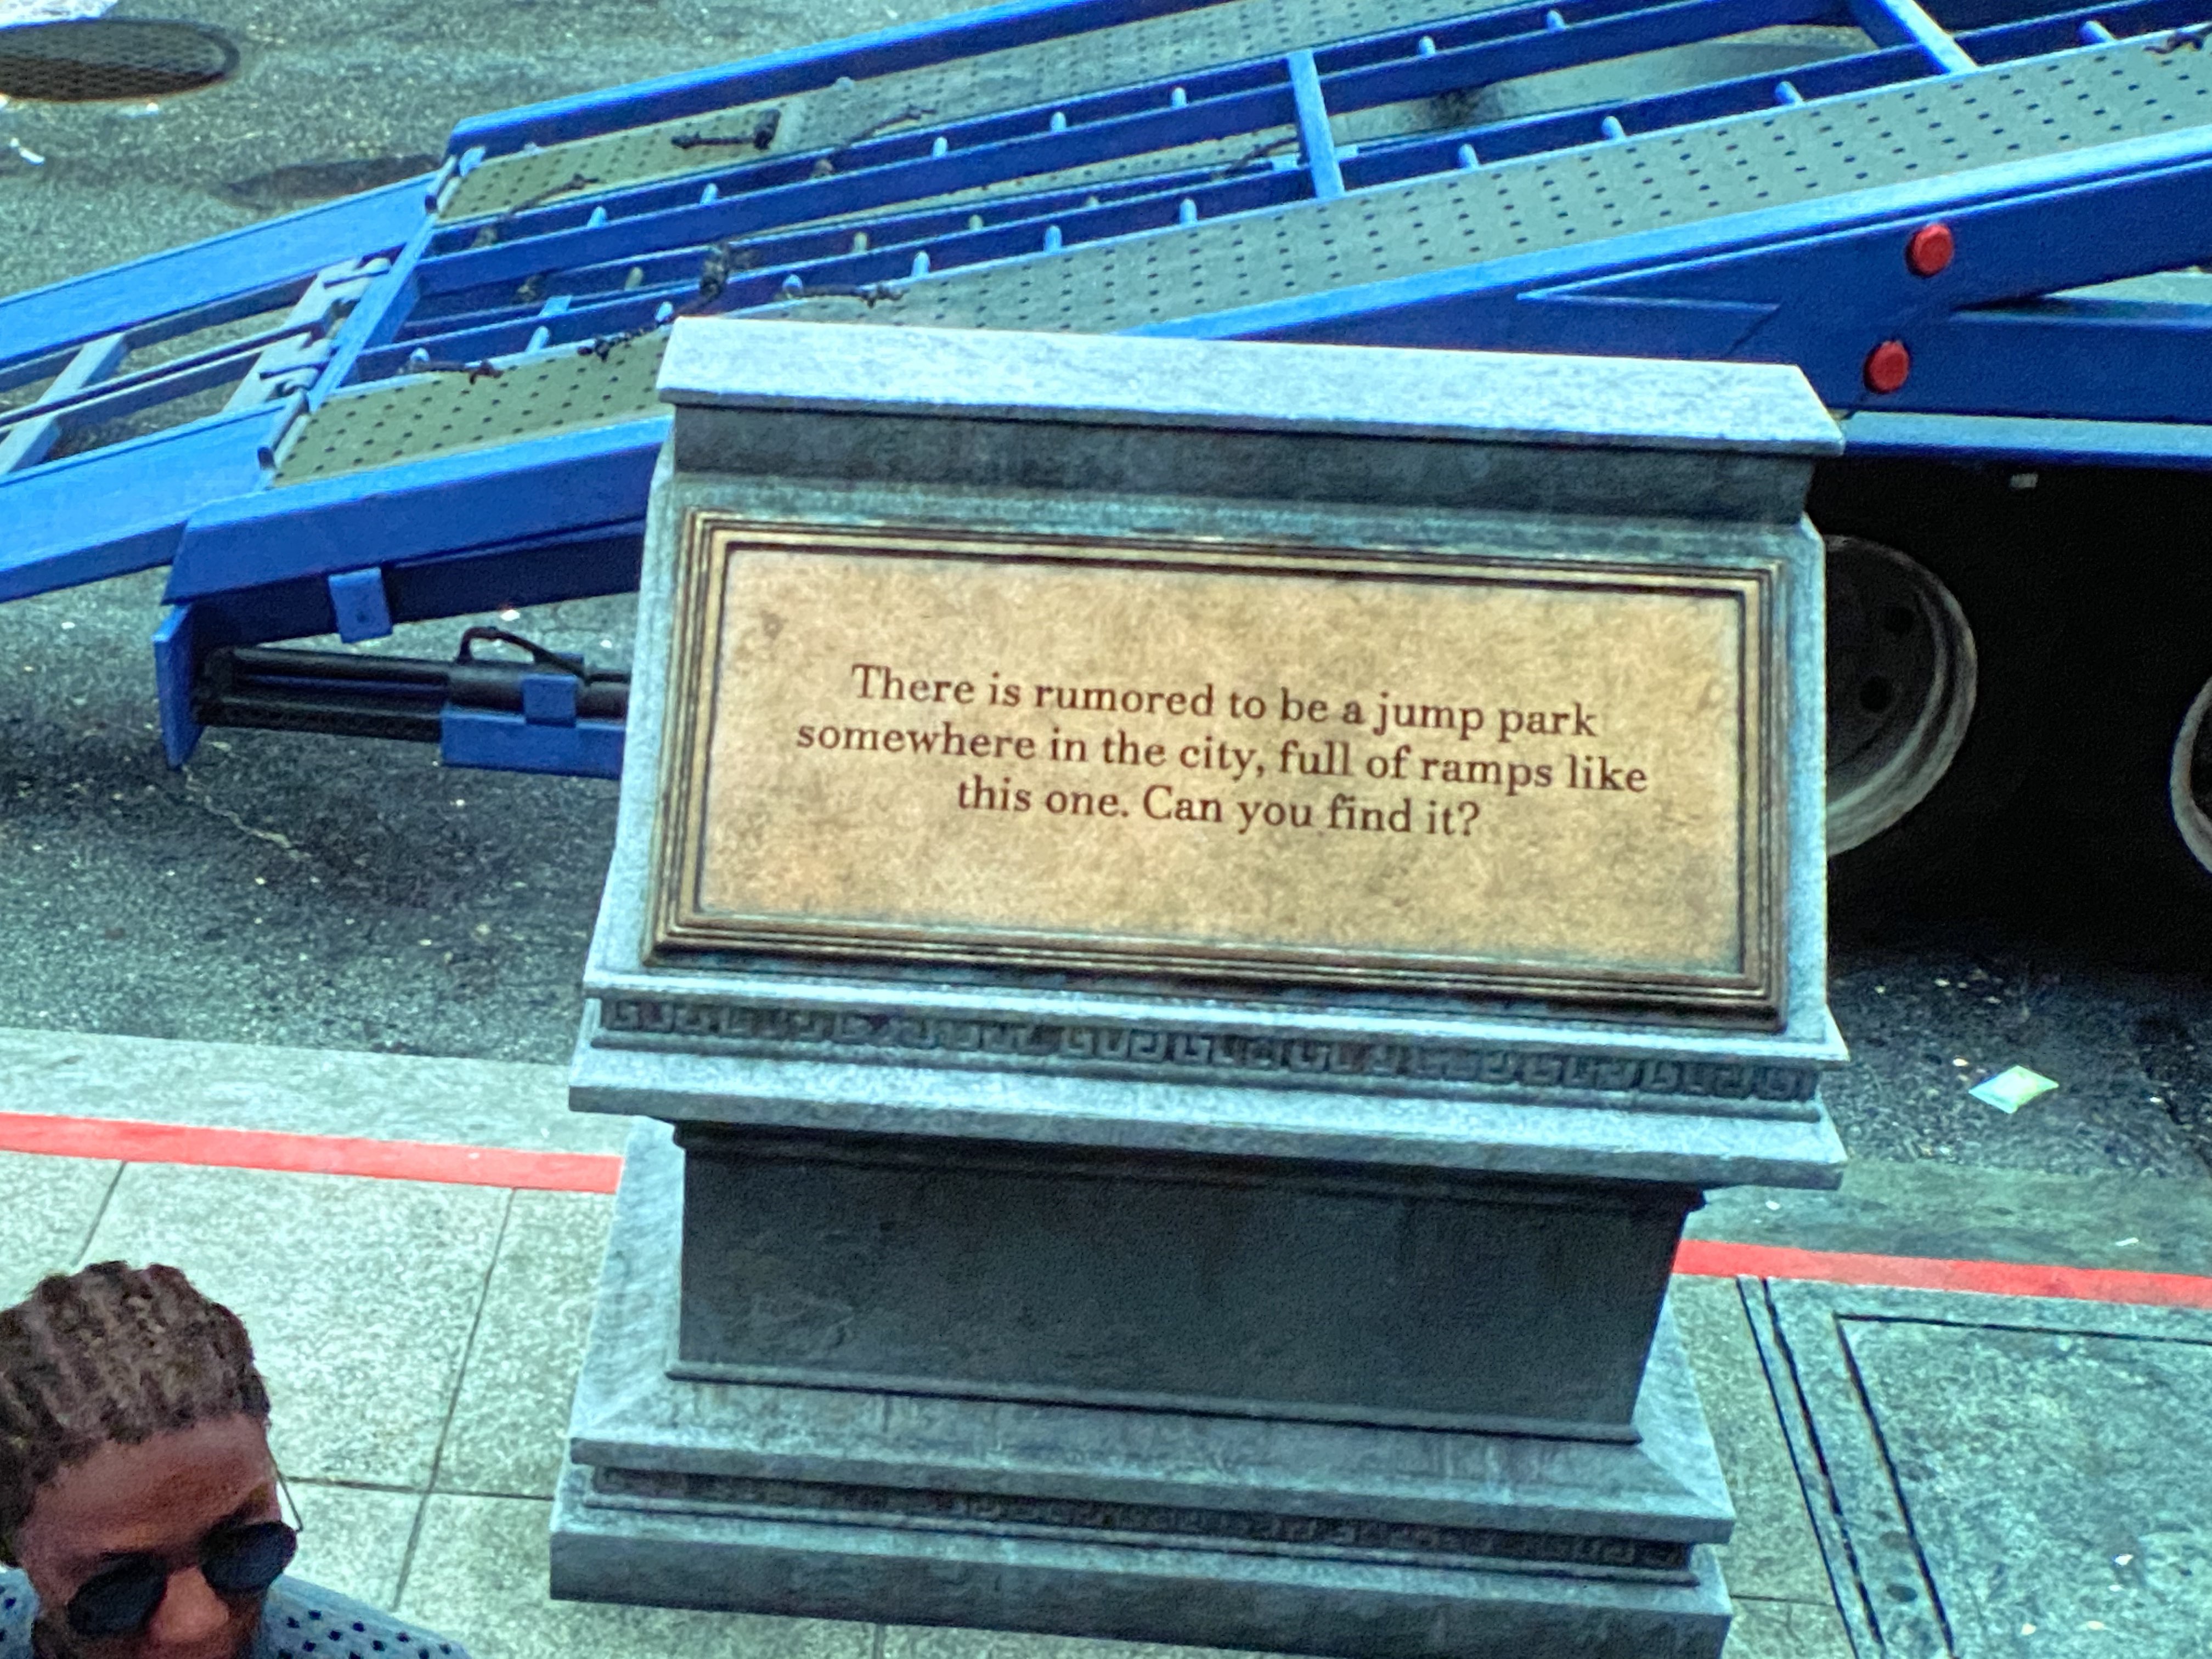 There is rumored to be a jump park
somewhere in the city, full of ramps like
this one. Can you find it?